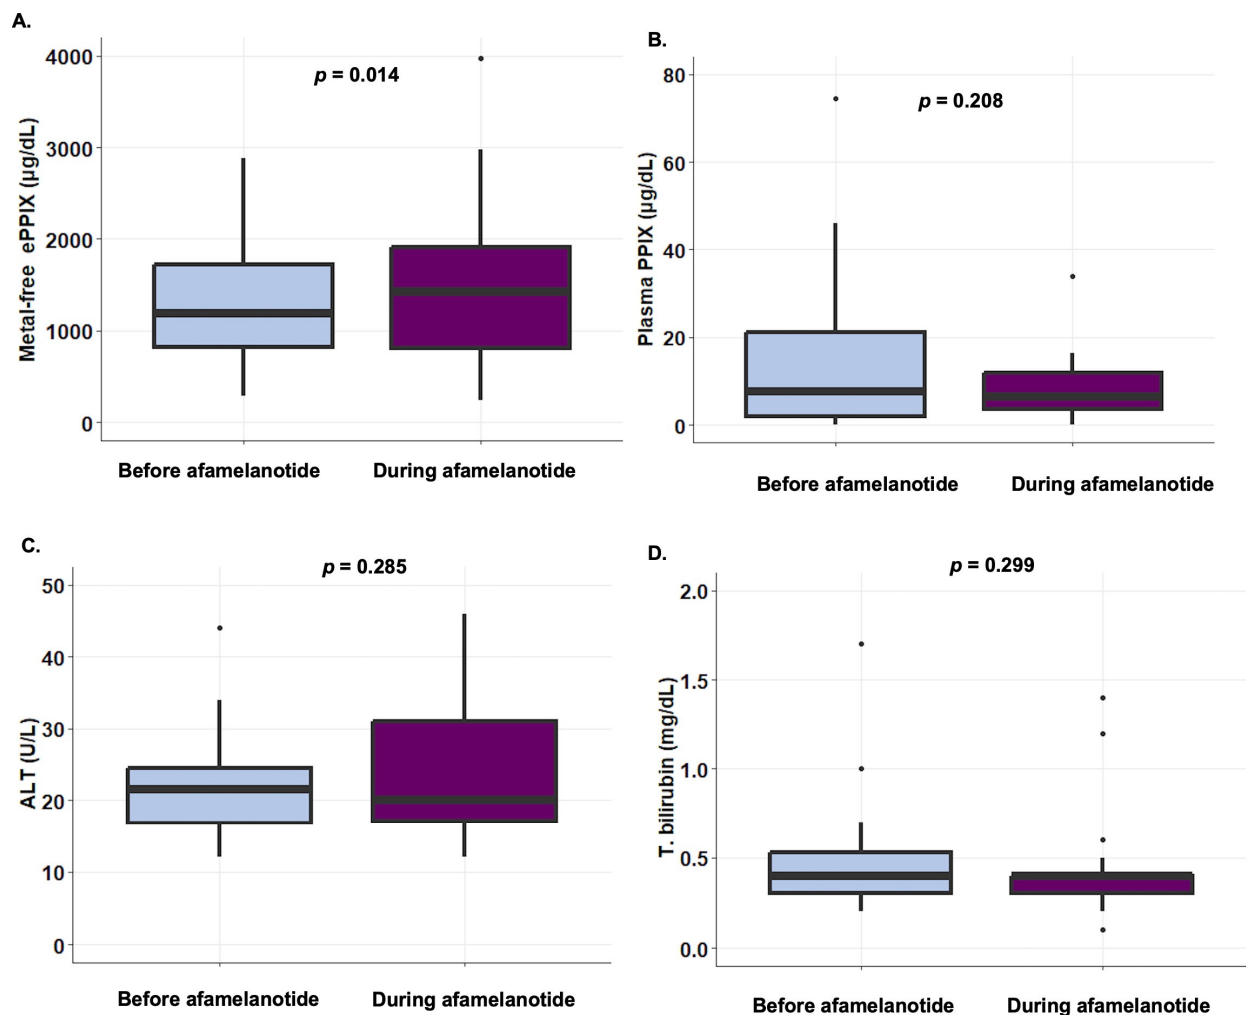 A.
p = 0.014
Metal-free ePPIX (µg/dL)
4000
3000
2000
1000
0
Before afamelanotide
During afamelanotide
B.
p = 0.208
Plasma PPIX (µg/dL)
80
60
40
20
0
Before afamelanotide
During afamelanotide
C.
p = 0.285
ALT (U/L)
50
40
30
20
10
0
Before afamelanotide
During afamelanotide
D.
p = 0.299
T. bilirubin (mg/dL)
2.0
1.5
1.0
0.5
0.0
Before afamelanotide
During afamelanotide